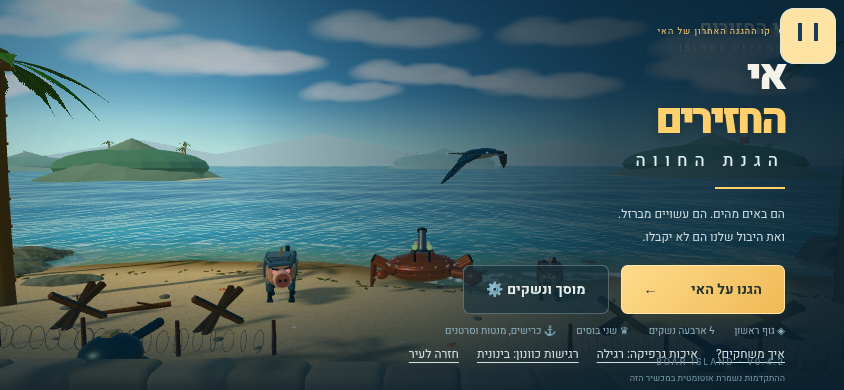 קו ההגנה האחרון של האי
אי
החזירים
הגנת החווה
הם באים מהים. הם עשויים מברזל.
ואת היבול שלנו הם לא יקבלו.
הגנו על האי ←
מוסך ונשקים ⚙️
◈ גוף ראשון ϟ ארבעה נשקים ♛ שני בוסים ⚓ כרישים, מנטות וסרטנים
איך משחקים? איכות גרפיקה: רגילה רגישות כוונון: בינונית חזרה לעיר
BOAR ISLAND
ההתקדמות נשמרת אוטומטית במכשיר הזה